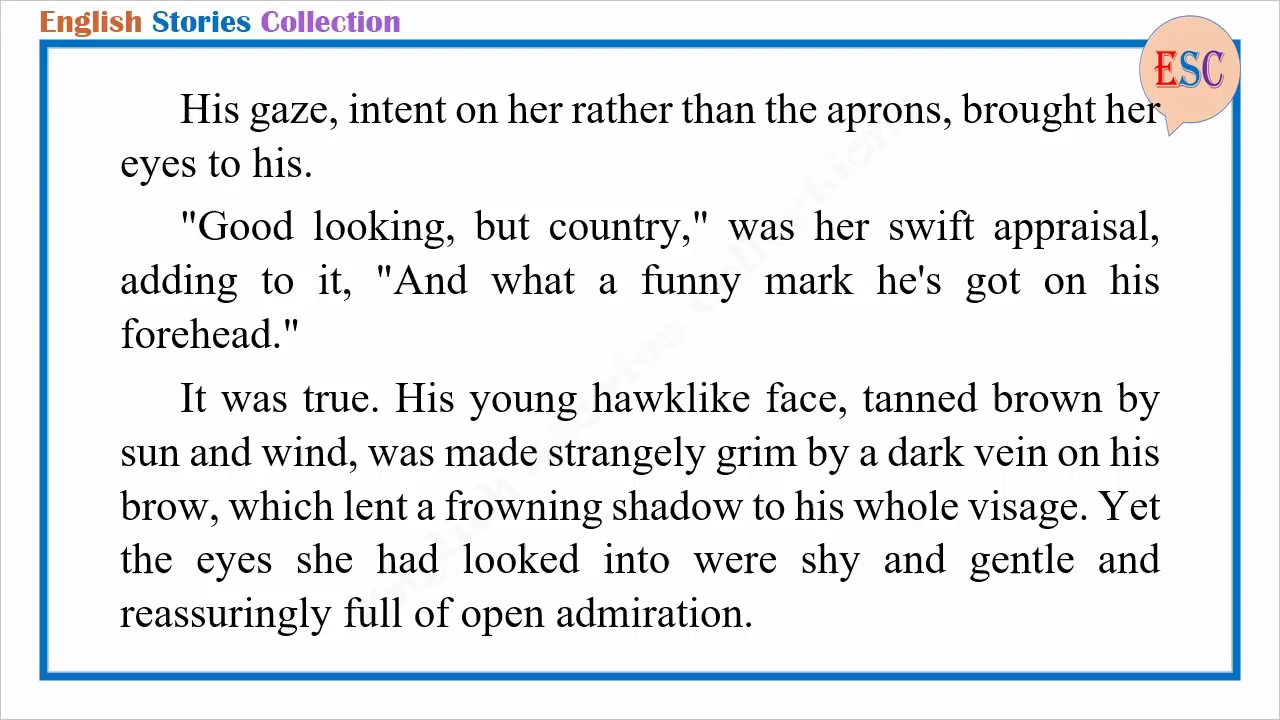 English Stories Collection
ESC
His gaze, intent on her rather than the aprons, brought her
eyes to his.
"Good looking, but country," was her swift appraisal,
adding to it, "And what a funny mark he's got on his
forehead."
It was true. His young hawklike face, tanned brown by
sun and wind, was made strangely grim by a dark vein on his
brow, which lent a frowning shadow to his whole visage. Yet
the eyes she had looked into were shy and gentle and
reassuringly full of open admiration.
English Stories Collection